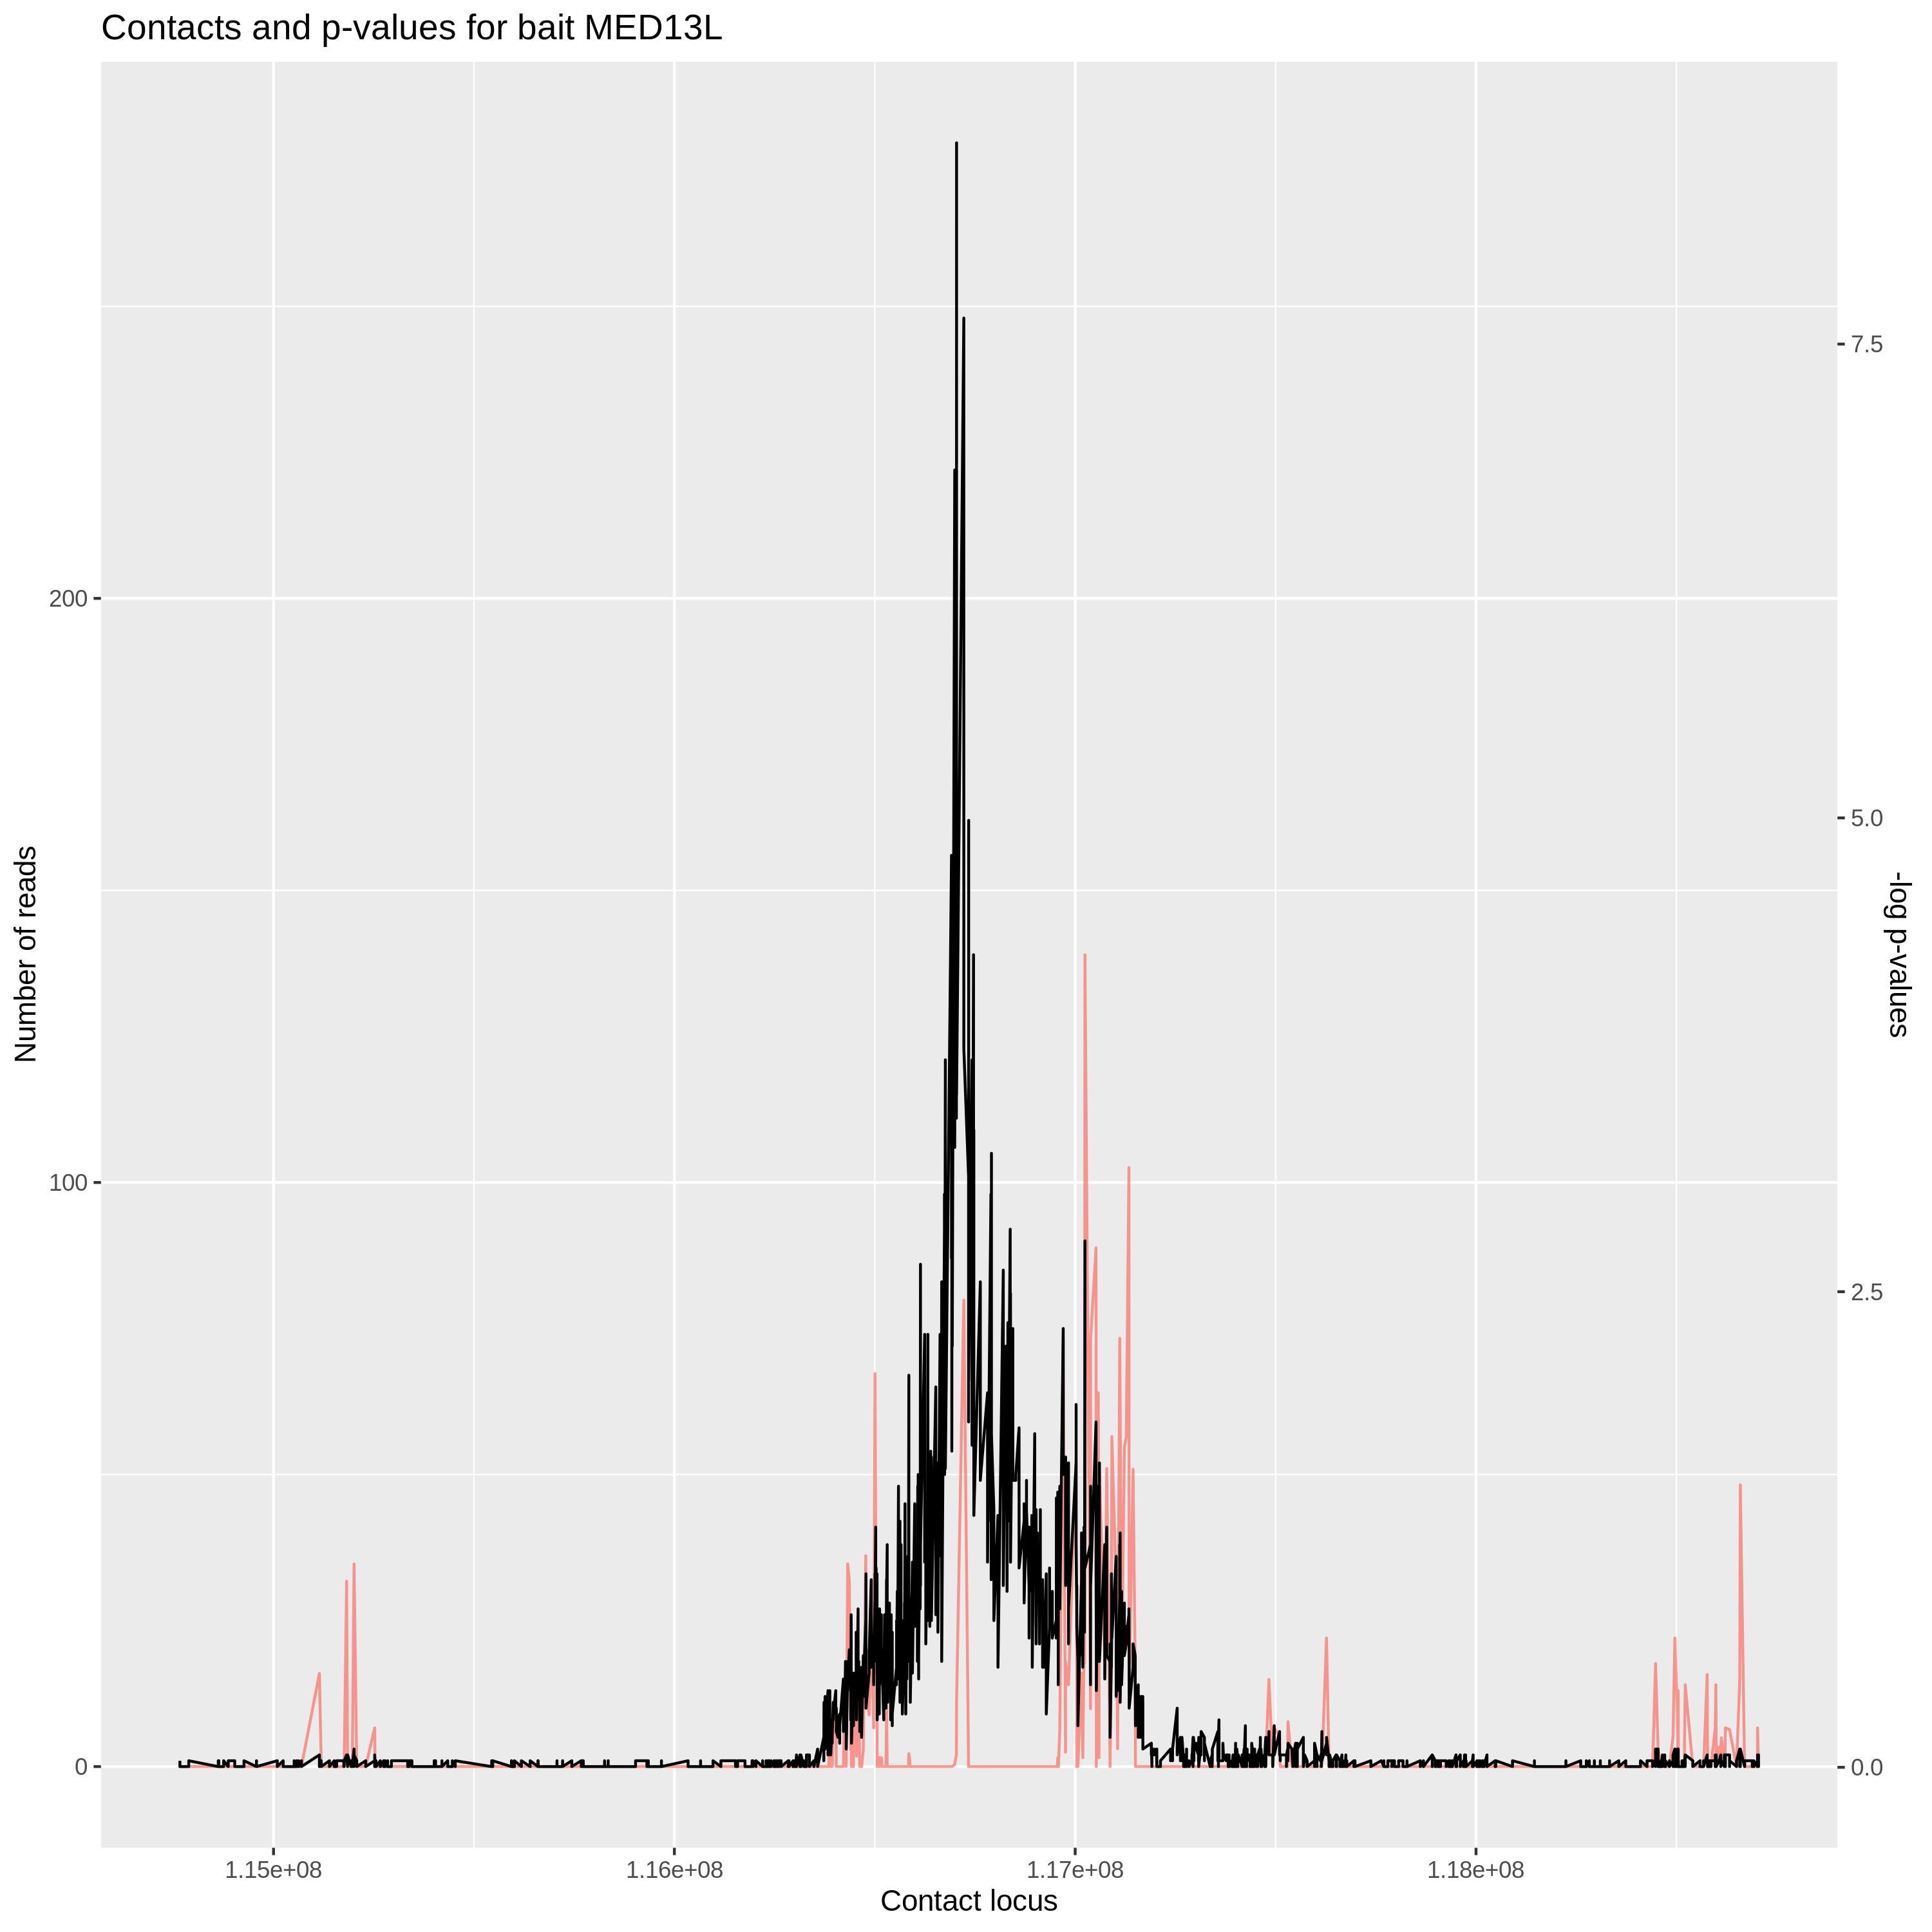 Contacts and p-values for bait MED13L
Number of reads
200
100
0
7.5
5.0
2.5
0.0
-log p-values
1.15e+08
1.16e+08
1.17e+08
1.18e+08
Contact locus